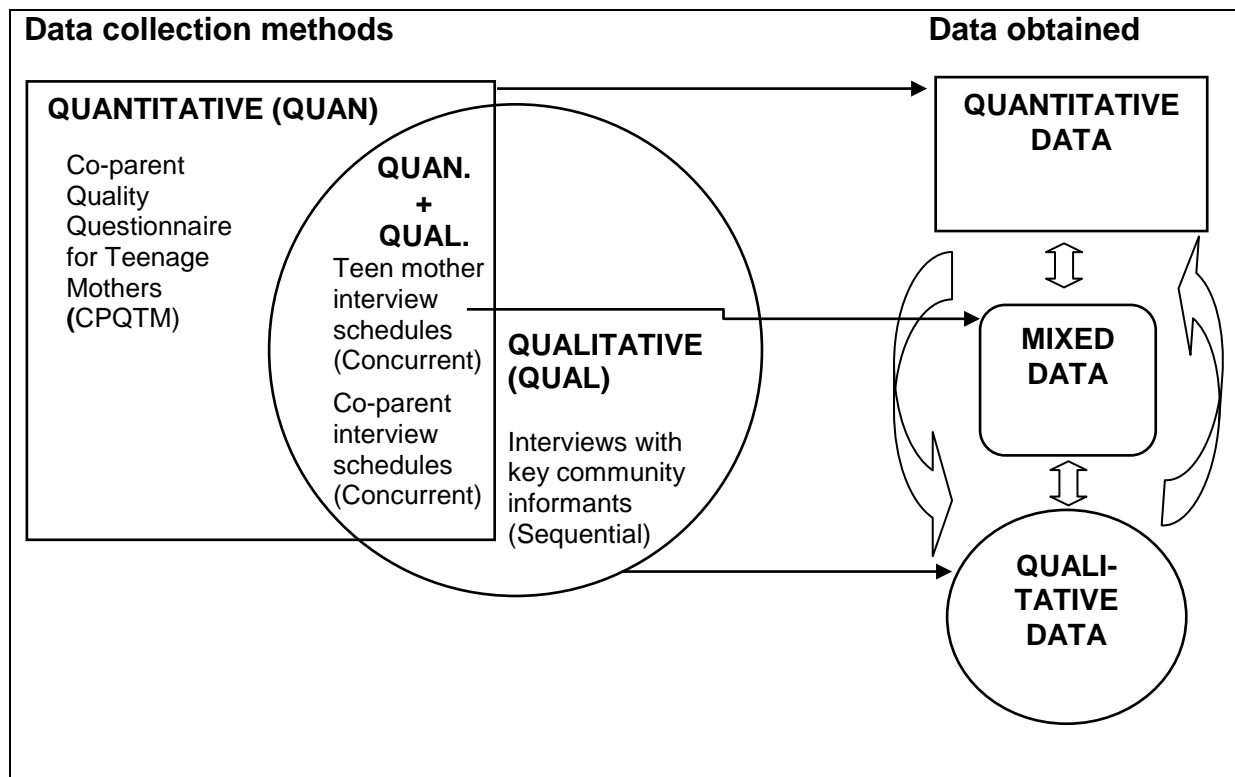 Data collection methods
Data obtained
QUANTITATIVE (QUAN)
Co-parent
Quality
Questionnaire
for Teenage
Mothers
(CPQTM)
QUAN.
+
QUAL.
Teen mother
interview
schedules
(Concurrent)
Co-parent
interview
schedules
(Concurrent)
QUALITATIVE
(QUAL)
Interviews with
key community
informants
(Sequential)
QUANTITATIVE
DATA
MIXED
DATA
QUALI-
TATIVE
DATA